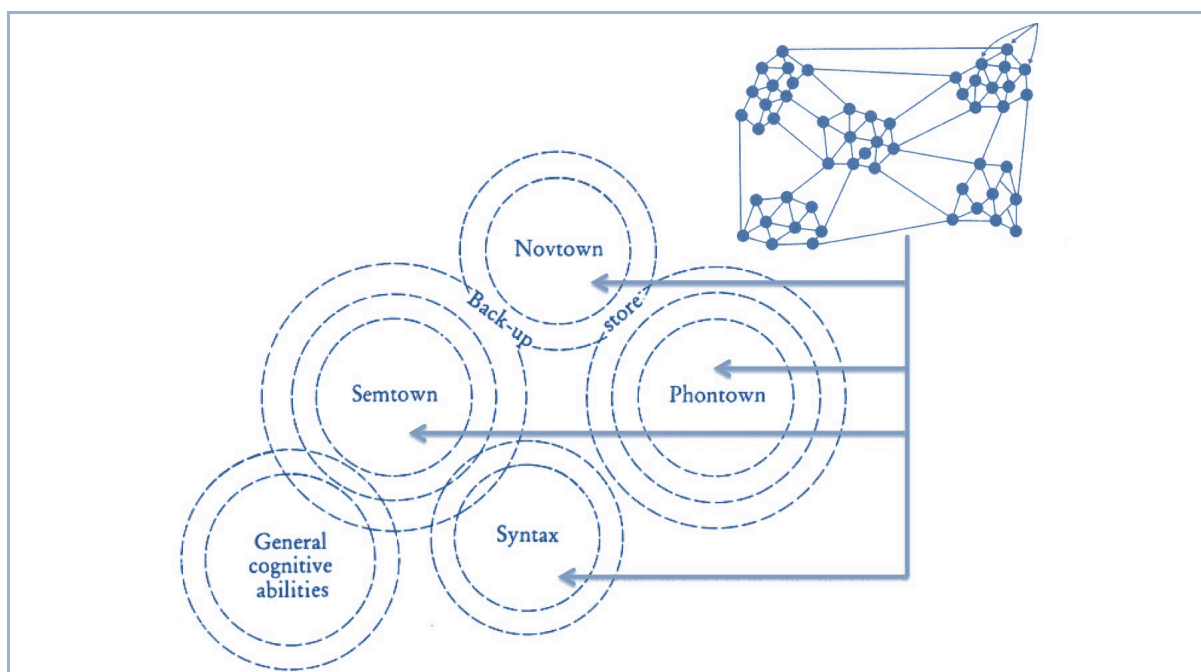 Novtown
Back-up
store
Semtown
Phontown
Syntax
General
cognitive
abilities